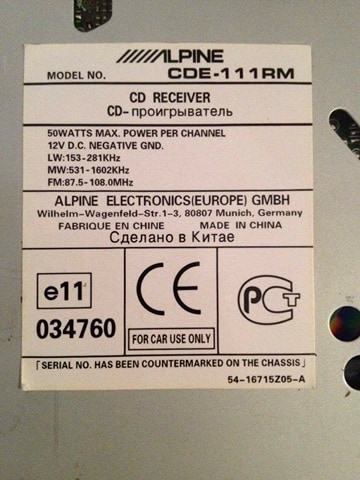 ALPINE
MODEL NO. CDE-111RM
CD RECEIVER
CD-проигрыватель
50WATTS MAX. POWER PER CHANNEL
12V D.C. NEGATIVE GND.
LW:153-281KHz
MW:531-1602KHz
FM:87.5-108.0MHz
ALPINE ELECTRONICS(EUROPE) GMBH
Wilhelm-Wagenfeld-Str.1-3, 80807 Munich, Germany
FABRIQUE EN CHINE MADE IN CHINA
Сделано в Китае
e11
034760
CE
FOR CAR USE ONLY
PCT
「SERIAL NO. HAS BEEN COUNTERMARKED ON THE CHASSIS」
54-16715Z05-A